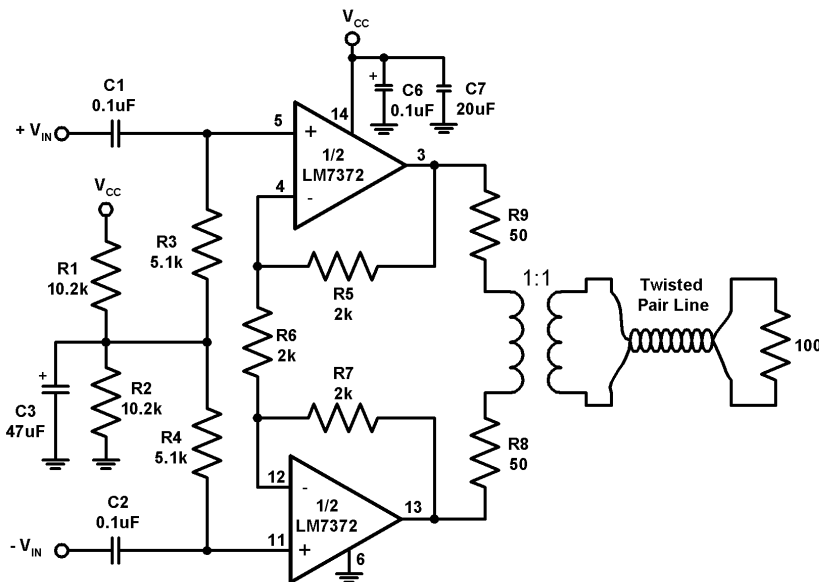 V_CC
C1
0.1uF
C6
0.1uF
C7
20uF
+
14
+ V_IN
5
+
1/2
LM7372
3
4
-
V_CC
R1
10.2k
R3
5.1k
R5
2k
R9
50
1:1
Twisted
Pair Line
100
R6
2k
R7
2k
+
C3
47uF
R2
10.2k
R4
5.1k
R8
50
12
-
1/2
LM7372
13
C2
0.1uF
- V_IN
11
+
6